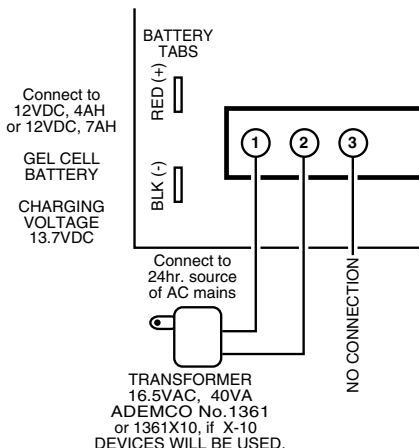 BATTERY
TABS
RED (+)
BLK (-)
Connect to
12VDC, 4AH
or 12VDC, 7AH
GEL CELL
BATTERY
CHARGING
VOLTAGE
13.7VDC
1 2 3
Connect to
24hr. source
of AC mains
NO CONNECTION
TRANSFORMER
16.5VAC, 40VA
ADEMCO No.1361
or 1361X10, if X-10
DEVICES WILL BE USED.